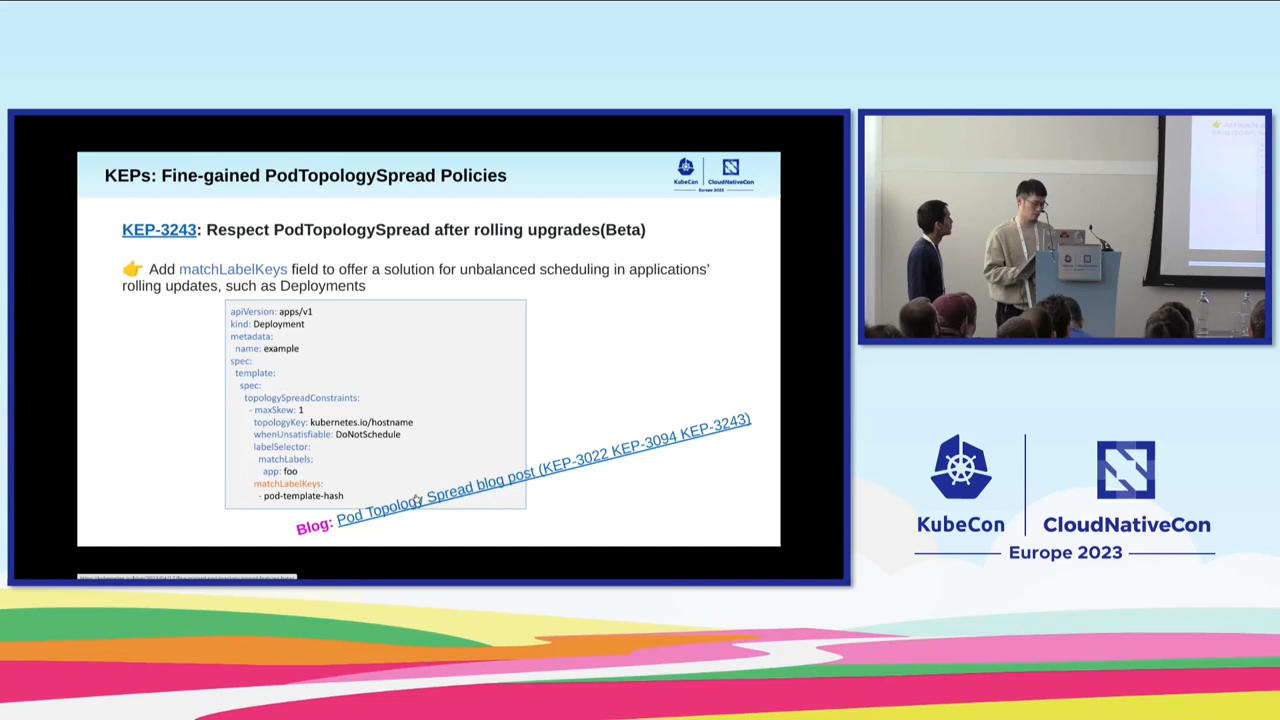 KEPs: Fine-gained PodTopologySpread Policies
KubeCon
CloudNativeCon
Europe 2023
KEP-3243: Respect PodTopologySpread after rolling upgrades(Beta)
👉 Add matchLabelKeys field to offer a solution for unbalanced scheduling in applications'
rolling updates, such as Deployments
apiVersion: apps/v1
kind: Deployment
metadata:
name: example
spec:
template:
spec:
topologySpreadConstraints:
- maxSkew: 1
topologyKey: kubernetes.io/hostname
whenUnsatisfiable: DoNotSchedule
labelSelector:
matchLabels:
app: foo
matchLabelKeys:
- pod-template-hash
Blog: Pod Topology Spread blog post (KEP-3022 KEP-3094 KEP-3243)
KubeCon
CloudNativeCon
Europe 2023